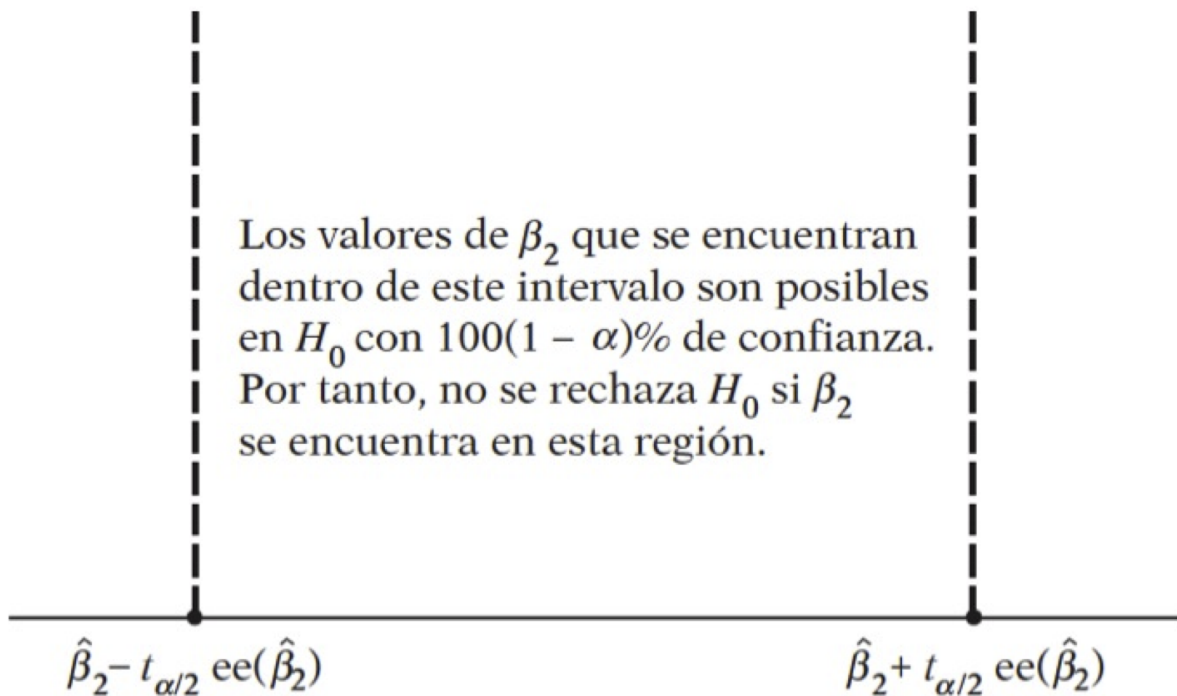 Los valores de β₂ que se encuentran
dentro de este intervalo son posibles
en H₀ con 100(1 – α)% de confianza.
Por tanto, no se rechaza H₀ si β₂
se encuentra en esta región.
β̂₂– t_α/2 ee(β̂₂)
β̂₂+ t_α/2 ee(β̂₂)